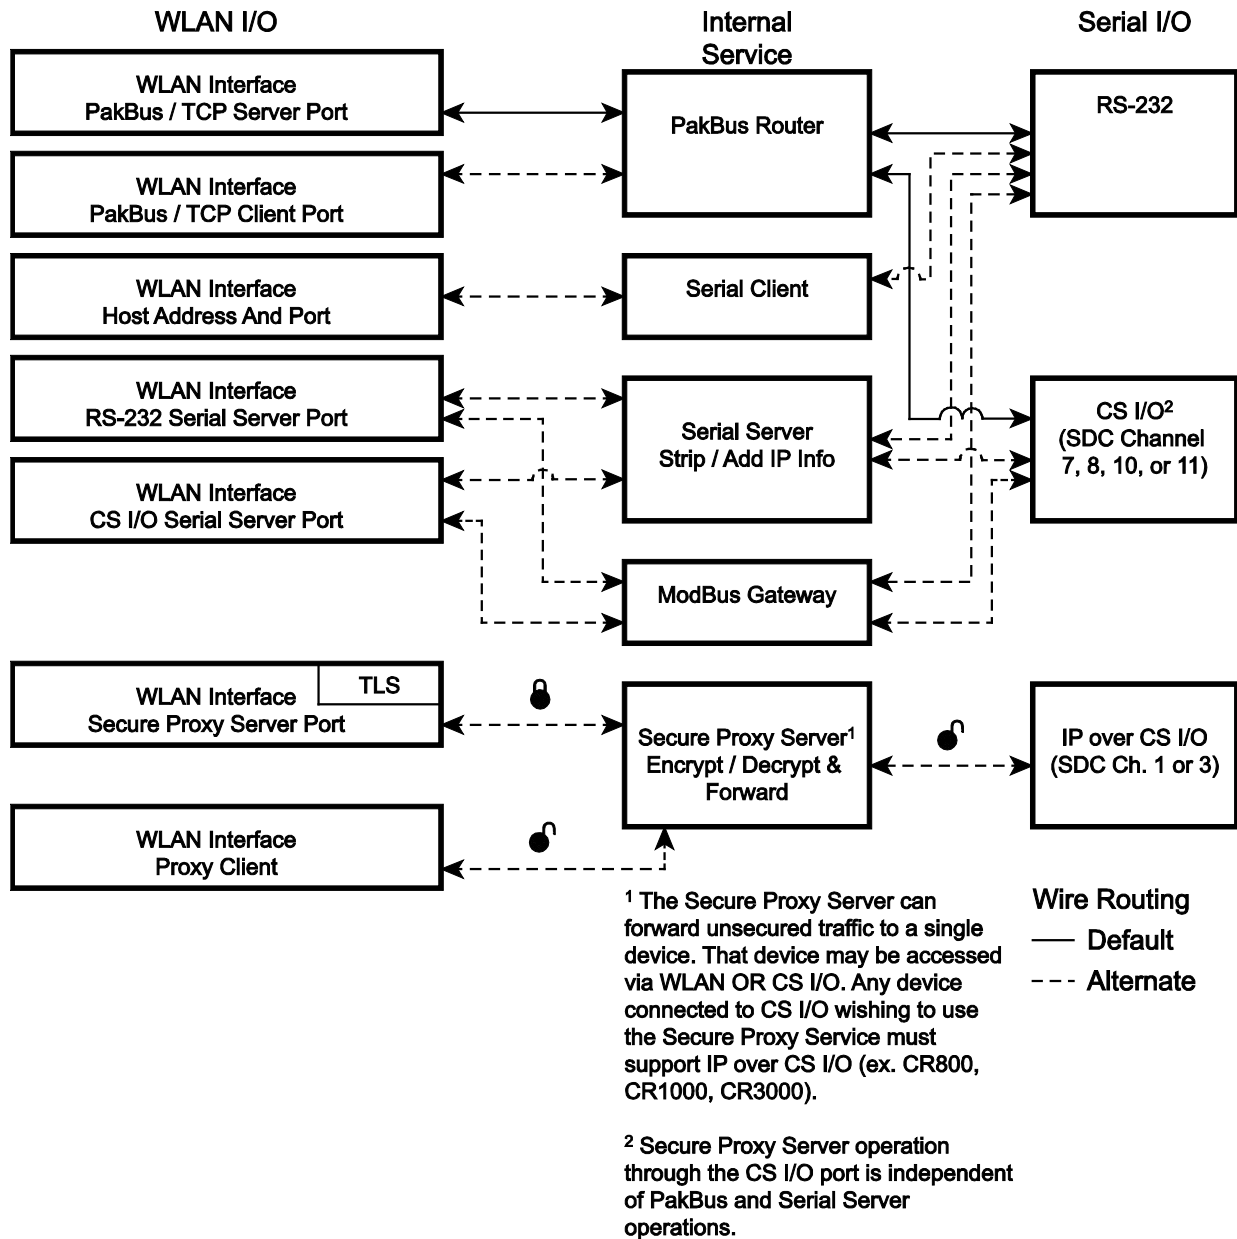 WLAN I/O
Internal
Service
Serial I/O
WLAN Interface
PakBus / TCP Server Port
PakBus Router
RS-232
WLAN Interface
PakBus / TCP Client Port
WLAN Interface
Host Address And Port
Serial Client
WLAN Interface
RS-232 Serial Server Port
Serial Server
Strip / Add IP Info
CS I/O²
(SDC Channel
7, 8, 10, or 11)
WLAN Interface
CS I/O Serial Server Port
ModBus Gateway
WLAN Interface
Secure Proxy Server Port
TLS
Secure Proxy Server¹
Encrypt / Decrypt &
Forward
IP over CS I/O
(SDC Ch. 1 or 3)
WLAN Interface
Proxy Client
¹ The Secure Proxy Server can
forward unsecured traffic to a single
device. That device may be accessed
via WLAN OR CS I/O. Any device
connected to CS I/O wishing to use
the Secure Proxy Service must
support IP over CS I/O (ex. CR800,
CR1000, CR3000).
² Secure Proxy Server operation
through the CS I/O port is independent
of PakBus and Serial Server
operations.
Wire Routing
Default
Alternate